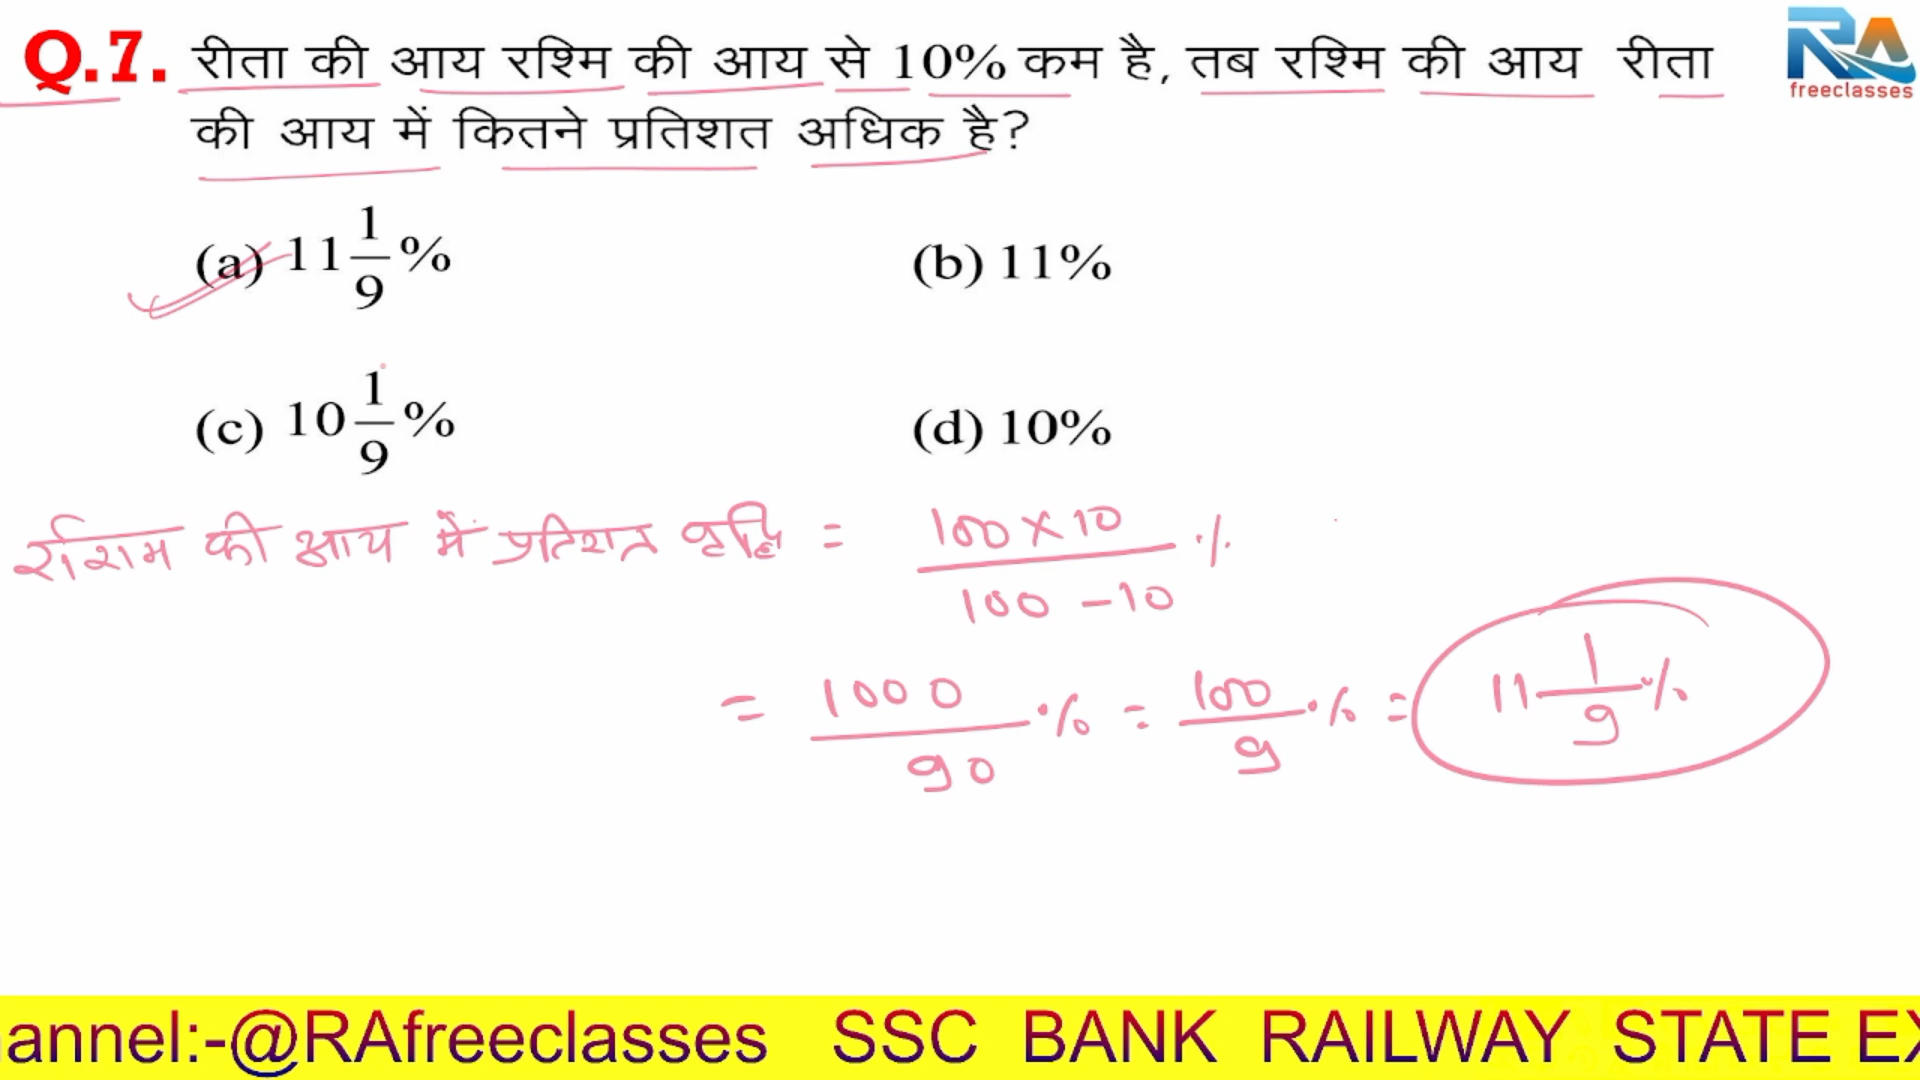 Q.7. रीता की आय रश्मि की आय से 10% कम है, तब रश्मि की आय रीता
की आय में कितने प्रतिशत अधिक है?
RA
freeclasses
(a) 11 1/9 %
(b) 11%
(c) 10 1/9 %
(d) 10%
की आय में प्रतिशत वृद्धि = 100 × 10 / 100 - 10 %
= 1000 / 90 % = 100 / 9 % = 11 1/9 %
annel:-@RAfreeclasses SSC BANK RAILWAY STATE EX